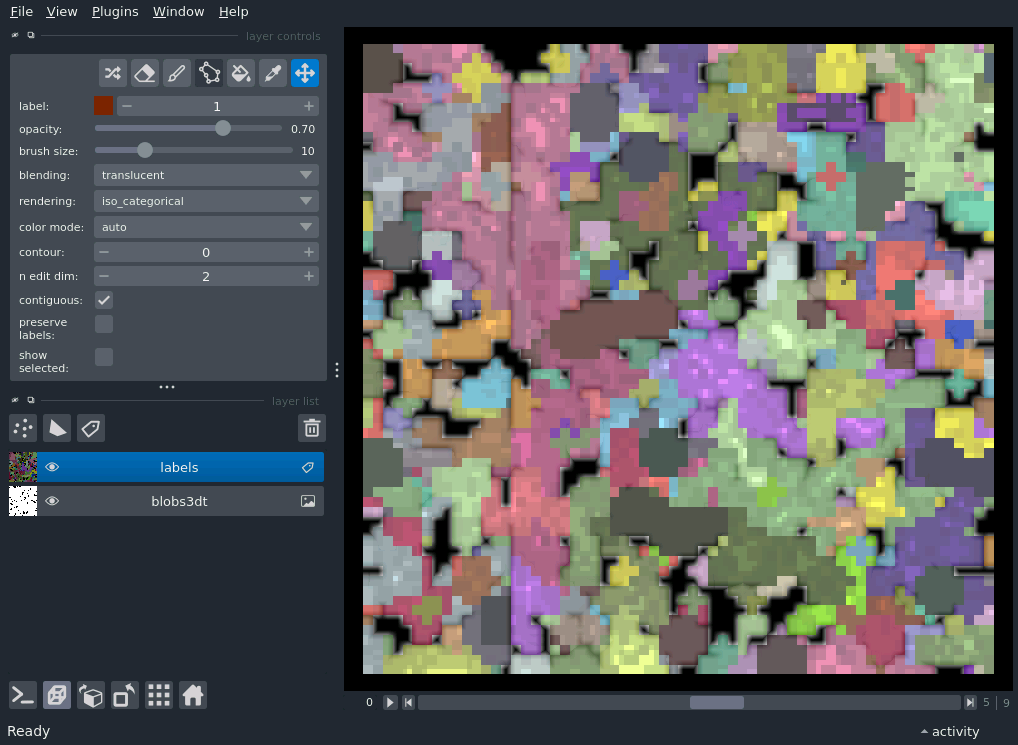 File View Plugins Window Help
layer controls
label: 1
opacity: 0.70
brush size: 10
blending: translucent
rendering: iso_categorical
color mode: auto
contour: 0
n edit dim: 2
contiguous:
preserve
labels:
show
selected:
layer list
labels
blobs3dt
0 5 | 9
Ready activity